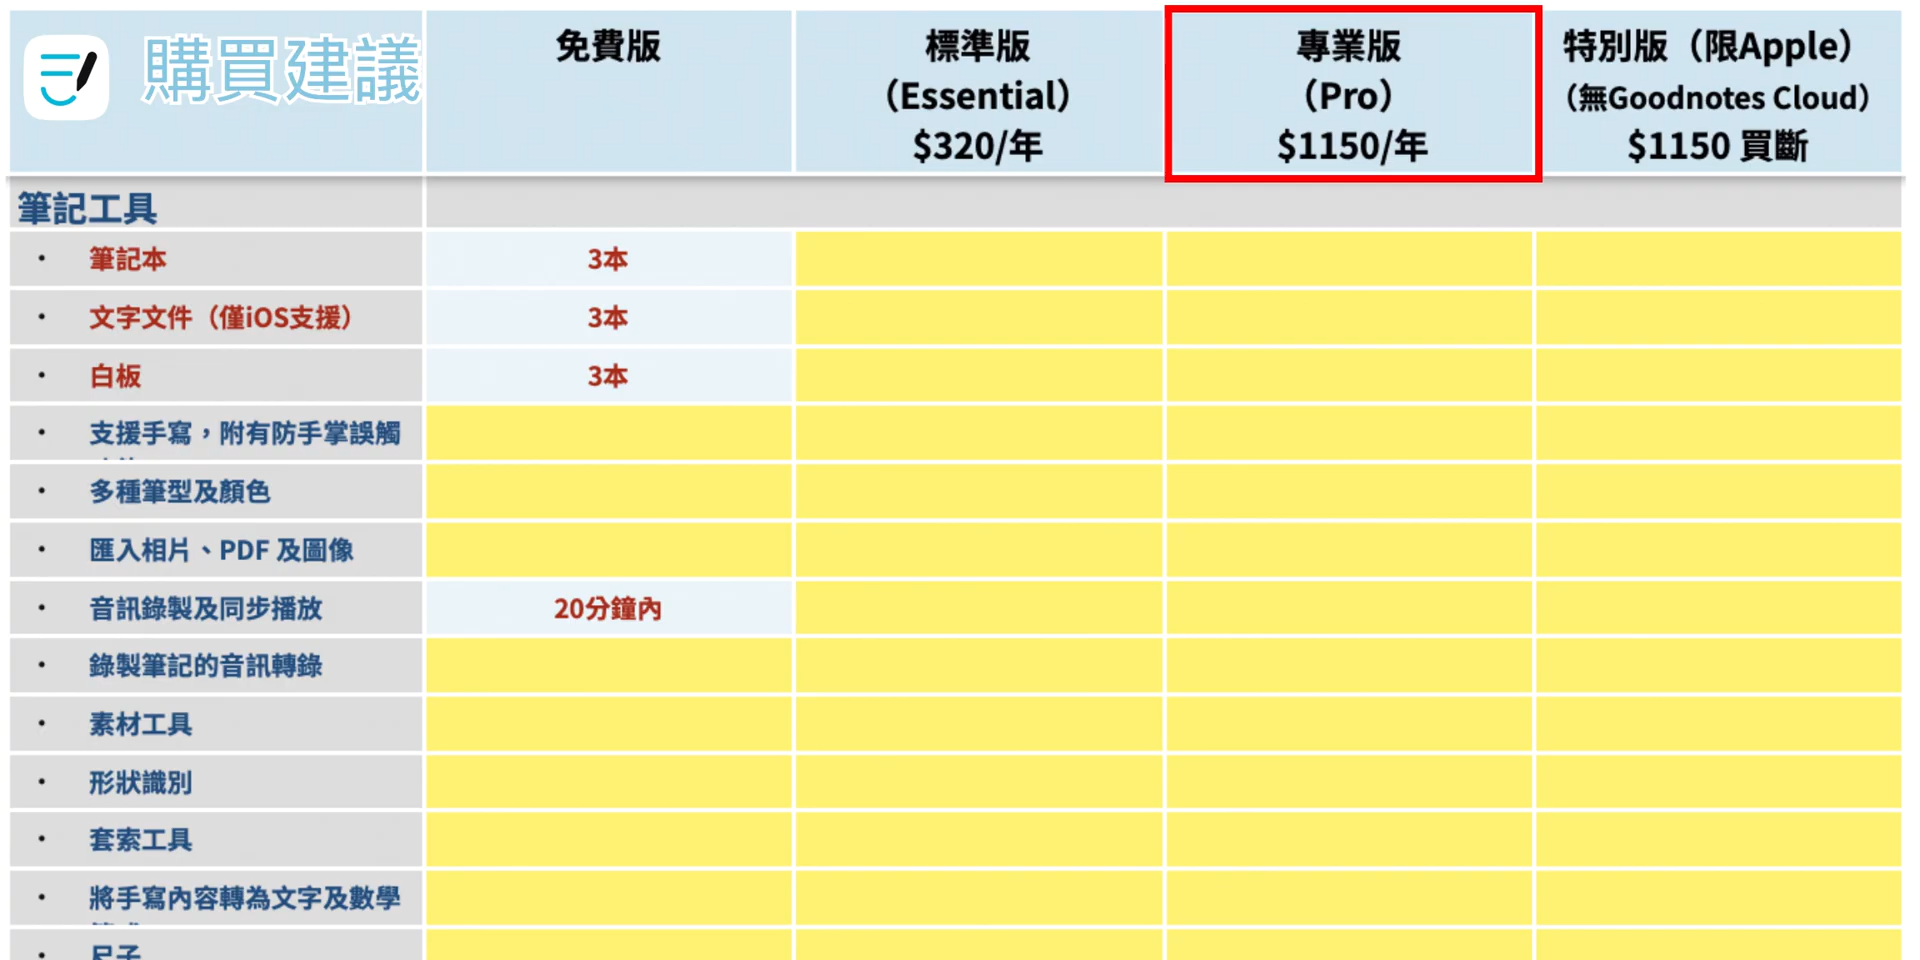 購買建議
免費版
標準版
（Essential）
$320/年
專業版
（Pro）
$1150/年
特別版（限Apple）
（無Goodnotes Cloud）
$1150 買斷
筆記工具
• 筆記本 3本
• 文字文件（僅iOS支援） 3本
• 白板 3本
• 支援手寫，附有防手掌誤觸
• 多種筆型及顏色
• 匯入相片、PDF 及圖像
• 音訊錄製及同步播放 20分鐘內
• 錄製筆記的音訊轉錄
• 素材工具
• 形狀識別
• 套索工具
• 將手寫內容轉為文字及數學
• 尺子